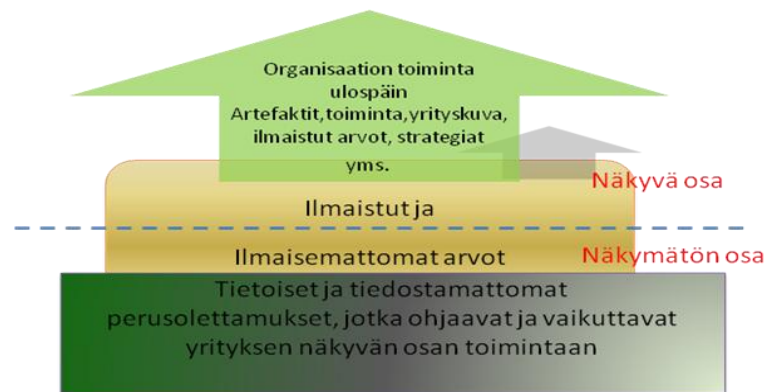 Organisaation toiminta
ulospäin
Artefaktit,toiminta,yrityskuva,
ilmaistut arvot, strategiat
yms.
Näkyvä osa
Ilmaistut ja
Ilmaisemattomat arvot
Näkymätön osa
Tietoiset ja tiedostamattomat
perusolettamukset, jotka ohjaavat ja vaikuttavat
yrityksen näkyvän osan toimintaan